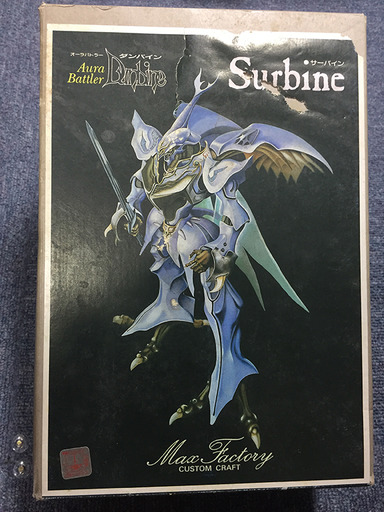 オーラバトラー
ダンバイン
Aura Battler Dunbine
サーバイン
Surbine
Max Factory
CUSTOM CRAFT